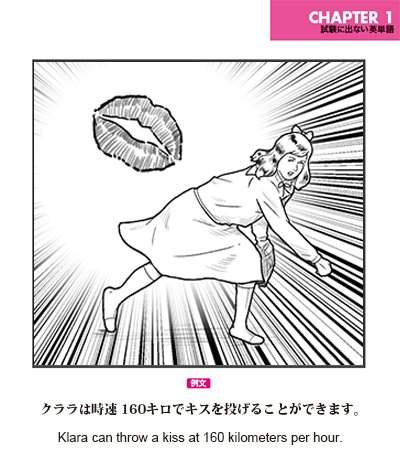 CHAPTER 1
試験に出ない英単語
例文
クララは時速160キロでキスを投げることができます。
Klara can throw a kiss at 160 kilometers per hour.